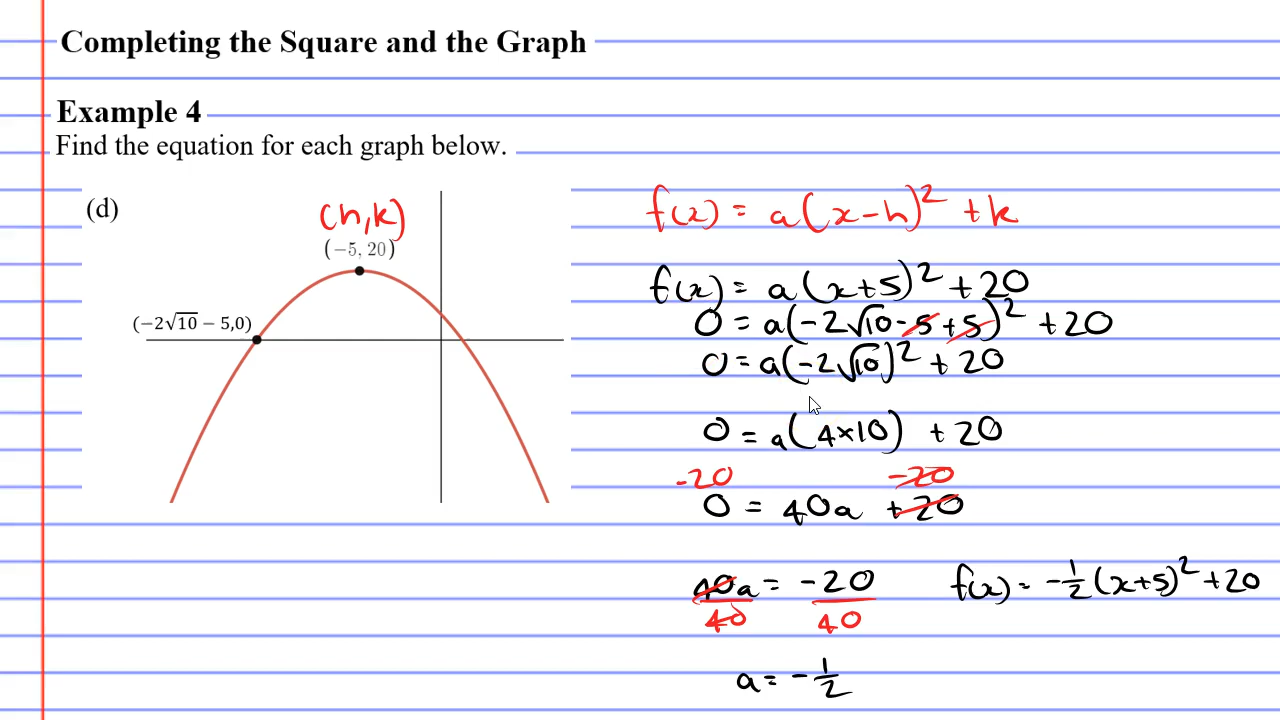 Completing the Square and the Graph
Example 4
Find the equation for each graph below.
(d)
(h,k)
(−5, 20)
(−2√10 − 5,0)
f(x) = a(x−h)² + k
f(x) = a(x+5)² + 20
0 = a(−2√10 - 5 + 5)² + 20
0 = a(−2√10)² + 20
0 = a(4×10) + 20
-20 -20
0 = 40a + 20
40a = -20
40 40
a = -1/2
f(x) = -1/2(x+5)² + 20